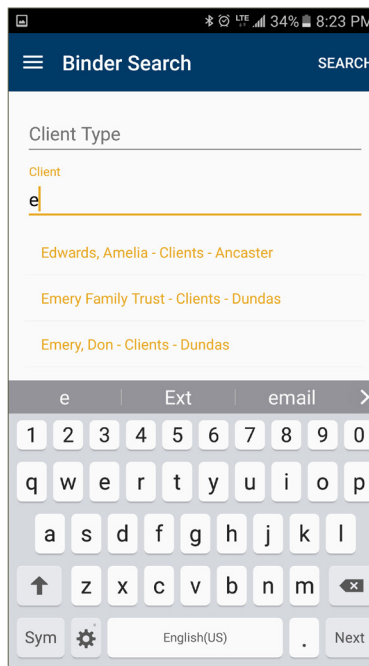 LTE 34% 8:23 PM
Binder Search SEARCH
Client Type
Client
e
Edwards, Amelia - Clients - Ancaster
Emery Family Trust - Clients - Dundas
Emery, Don - Clients - Dundas
e Ext email
1 2 3 4 5 6 7 8 9 0
q w e r t y u i o p
a s d f g h j k l
z x c v b n m
Sym English(US) . Next